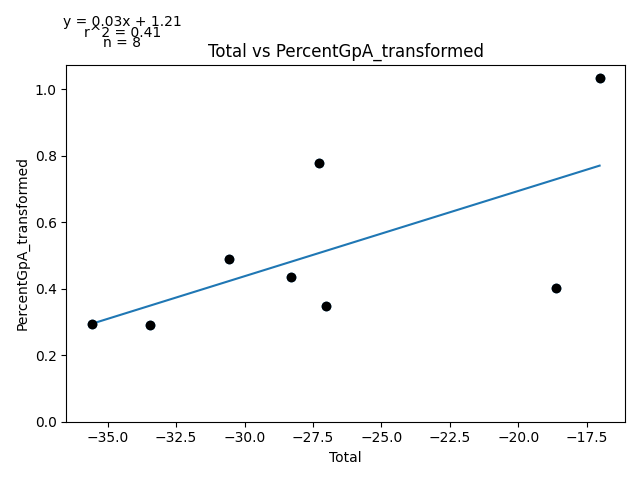 y = 0.03x + 1.21
r^2 = 0.41
n = 8
Total vs PercentGpA_transformed
PercentGpA_transformed
1.0
0.8
0.6
0.4
0.2
0.0
−35.0 −32.5 −30.0 −27.5 −25.0 −22.5 −20.0 −17.5
Total